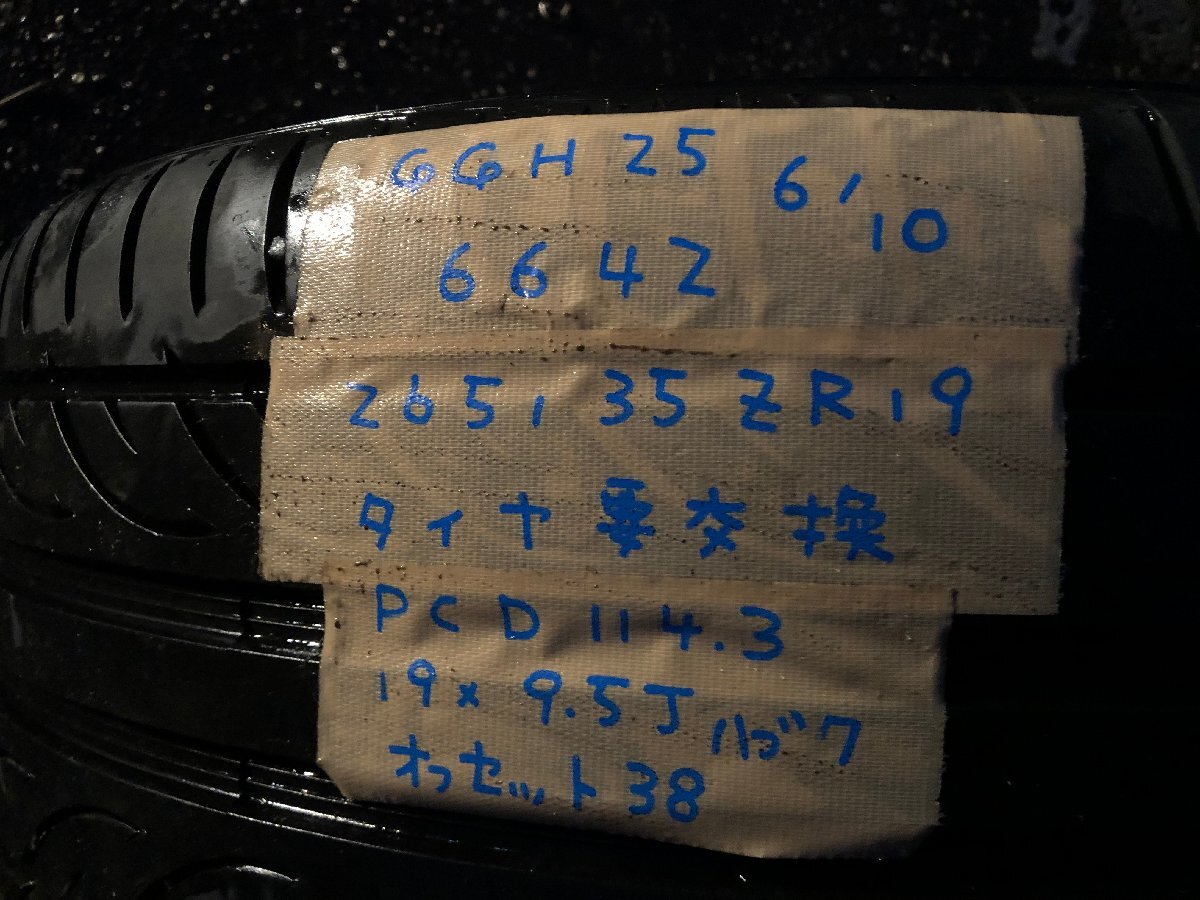 GGH25 6/10
6642
265/35ZR19
タイヤ要交換
PCD114.3
19×9.5J ハブ7
オフセット38